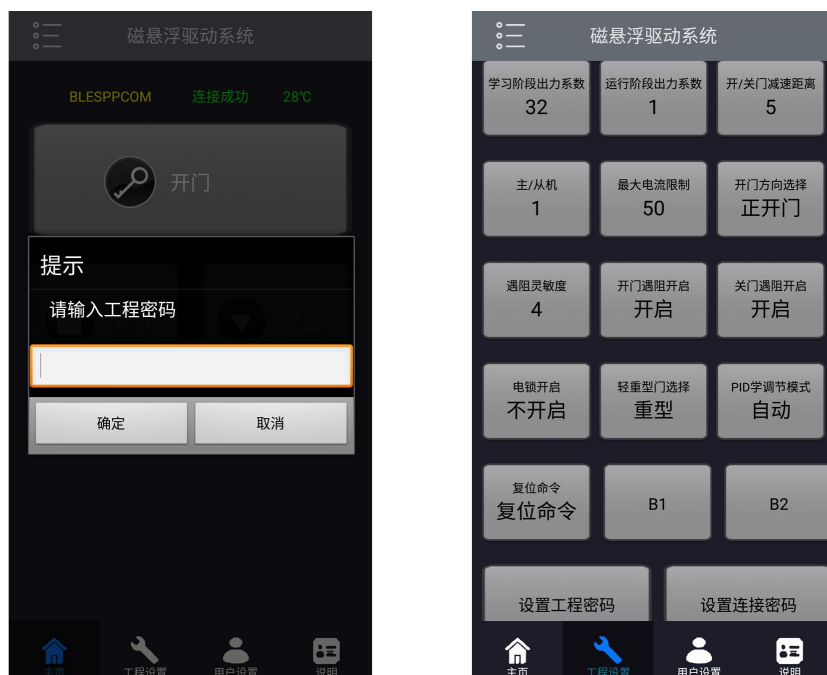 磁悬浮驱动系统
BLESPPCOM 连接成功 28℃
开门
提示
请输入工程密码
确定 取消
主页 工程设置 用户设置 说明
磁悬浮驱动系统
学习阶段出力系数 运行阶段出力系数 开/关门减速距离
32 1 5
主/从机 最大电流限制 开门方向选择
1 50 正开门
遇阻灵敏度 开门遇阻开启 关门遇阻开启
4 开启 开启
电锁开启 轻重型门选择 PID学调节模式
不开启 重型 自动
复位命令
复位命令 B1 B2
设置工程密码 设置连接密码
主页 工程设置 用户设置 说明